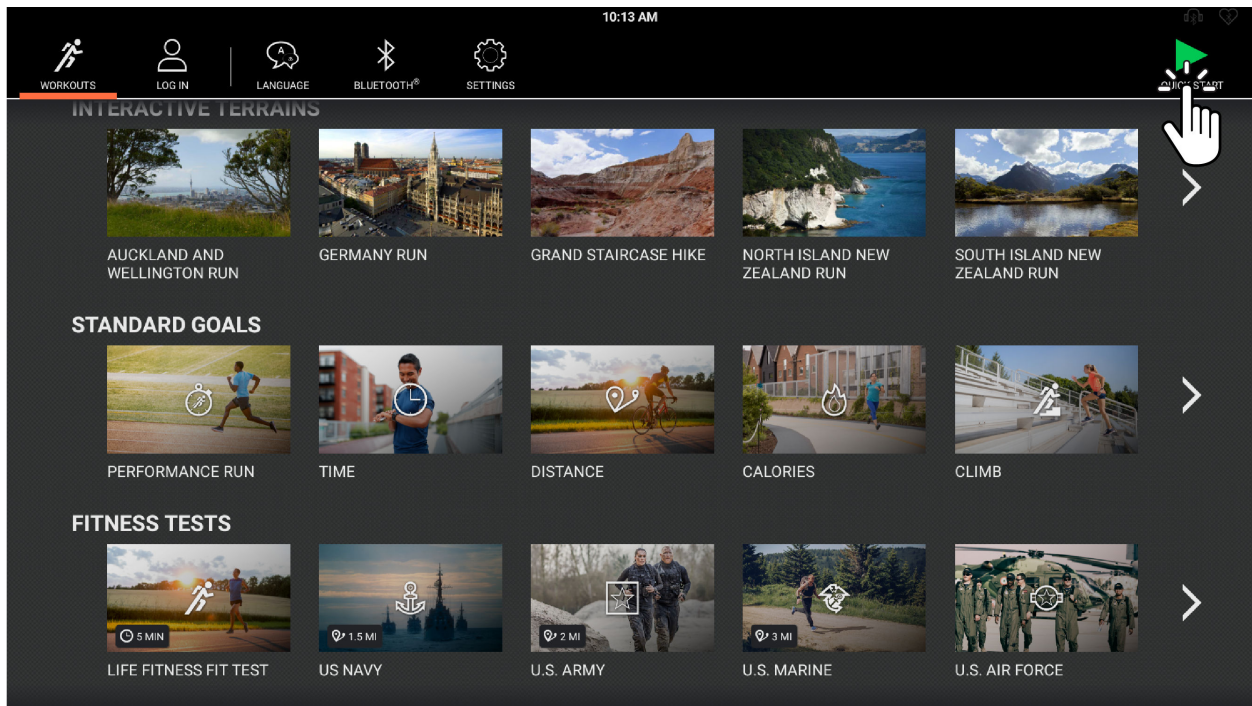 10:13 AM
WORKOUTS
LOG IN
LANGUAGE
BLUETOOTH®
SETTINGS
QUICK START
INTERACTIVE TERRAINS
AUCKLAND AND
WELLINGTON RUN
GERMANY RUN
GRAND STAIRCASE HIKE
NORTH ISLAND NEW
ZEALAND RUN
SOUTH ISLAND NEW
ZEALAND RUN
STANDARD GOALS
PERFORMANCE RUN
TIME
DISTANCE
CALORIES
CLIMB
FITNESS TESTS
5 MIN
1.5 MI
2 MI
3 MI
LIFE FITNESS FIT TEST
US NAVY
U.S. ARMY
U.S. MARINE
U.S. AIR FORCE